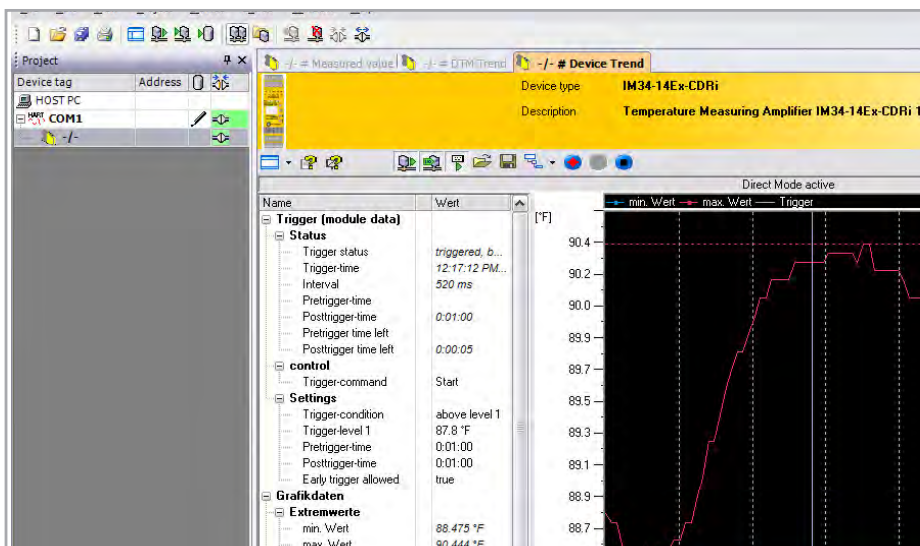 Project
-/- = Measured value -/- = DTM Trend -/- # Device Trend
Device tag Address
HOST PC
HART COM1
-/-
Device type IM34-14Ex-CDRi
Description Temperature Measuring Amplifier IM34-14Ex-CDRi 1
Direct Mode active
Name Wert
min. Wert max. Wert Trigger
[°F]
Trigger (module data)
Status
Trigger status triggered, b...
Trigger-time 12:17:12 PM...
Interval 520 ms
Pretrigger-time
Posttrigger-time 0:01:00
Pretrigger time left
Posttrigger time left 0:00:05
control
Trigger-command Start
Settings
Trigger-condition above level 1
Trigger-level 1 87.8 °F
Pretrigger-time 0:01:00
Posttrigger-time 0:01:00
Early trigger allowed true
Grafikdaten
Extremwerte
min. Wert 88.475 °F
max. Wert 90.444 °F
90.4
90.2
90.0
89.9
89.7
89.5
89.3
89.1
88.9
88.7